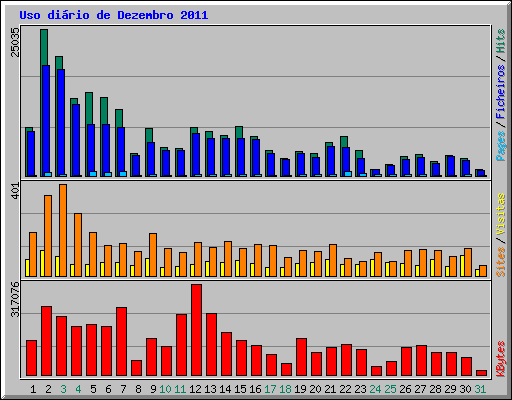 Uso diário de Dezembro 2011
25035
Pages / Ficheiros / Hits
401
Sites / Visitas
317076
KBytes
1 2 3 4 5 6 7 8 9 10 11 12 13 14 15 16 17 18 19 20 21 22 23 24 25 26 27 28 29 30 31